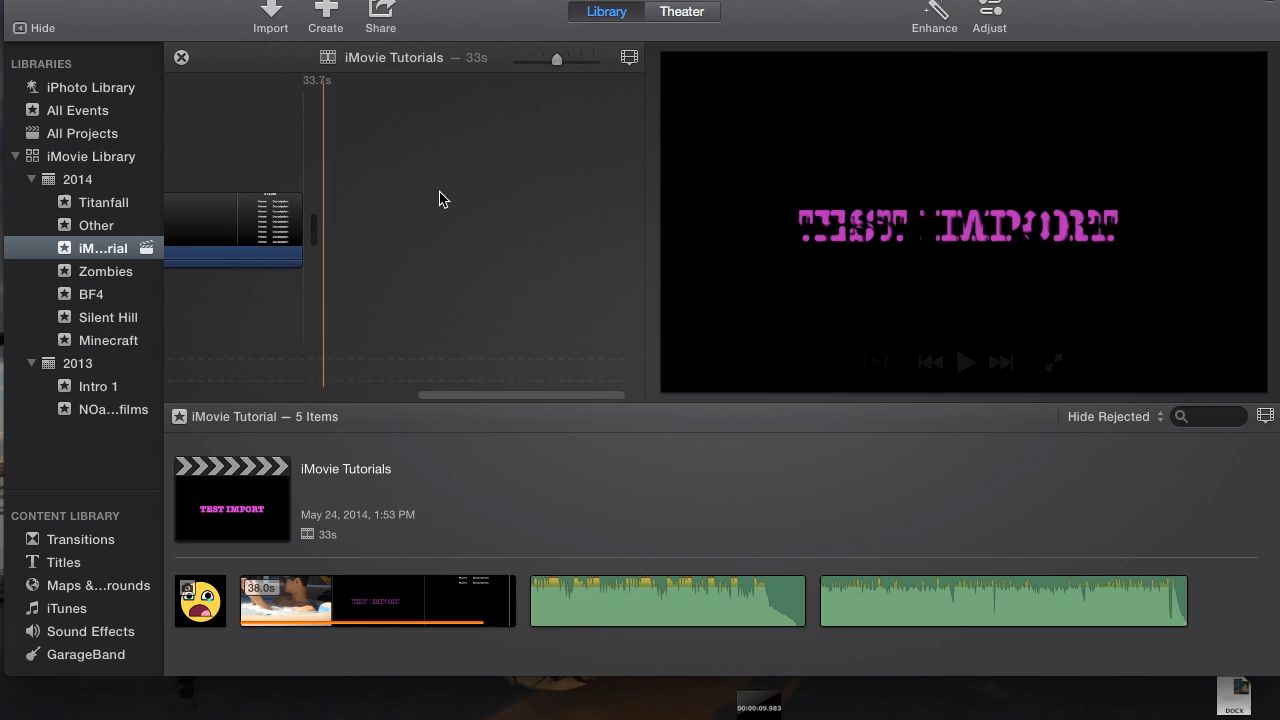 Library
Theater
Hide
Import
Create
Share
Enhance
Adjust
LIBRARIES
iPhoto Library
All Events
All Projects
iMovie Library
2014
Titanfall
Other
iM...rial
Zombies
BF4
Silent Hill
Minecraft
2013
Intro 1
NOa...films
CONTENT LIBRARY
Transitions
Titles
Maps &...rounds
iTunes
Sound Effects
GarageBand
iMovie Tutorials — 33s
33.7s
TEST IMPORT
iMovie Tutorial — 5 Items
Hide Rejected
TEST IMPORT
iMovie Tutorials
May 24, 2014, 1:53 PM
33s
38.0s
TEST IMPORT
00:00:09.983
DOCX